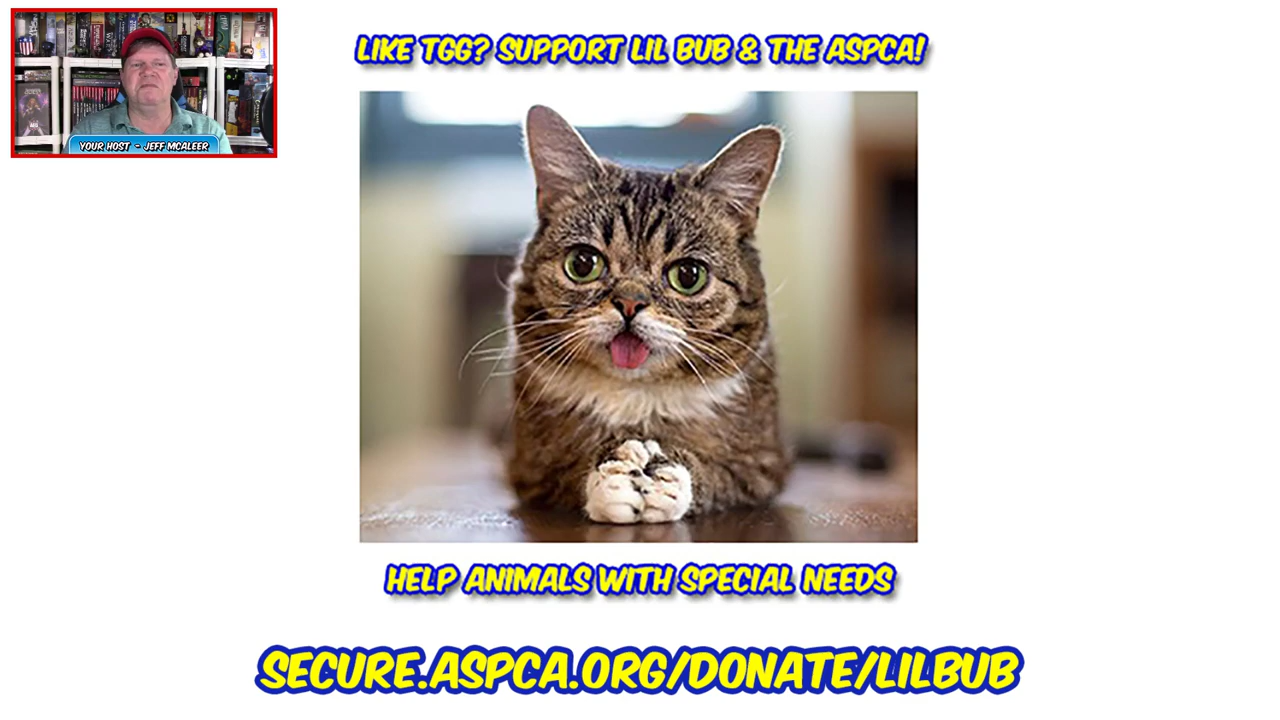 LIKE TGG? SUPPORT LIL BUB & THE ASPCA!
YOUR HOST - JEFF MCALEER
HELP ANIMALS WITH SPECIAL NEEDS
SECURE.ASPCA.ORG/DONATE/LILBUB